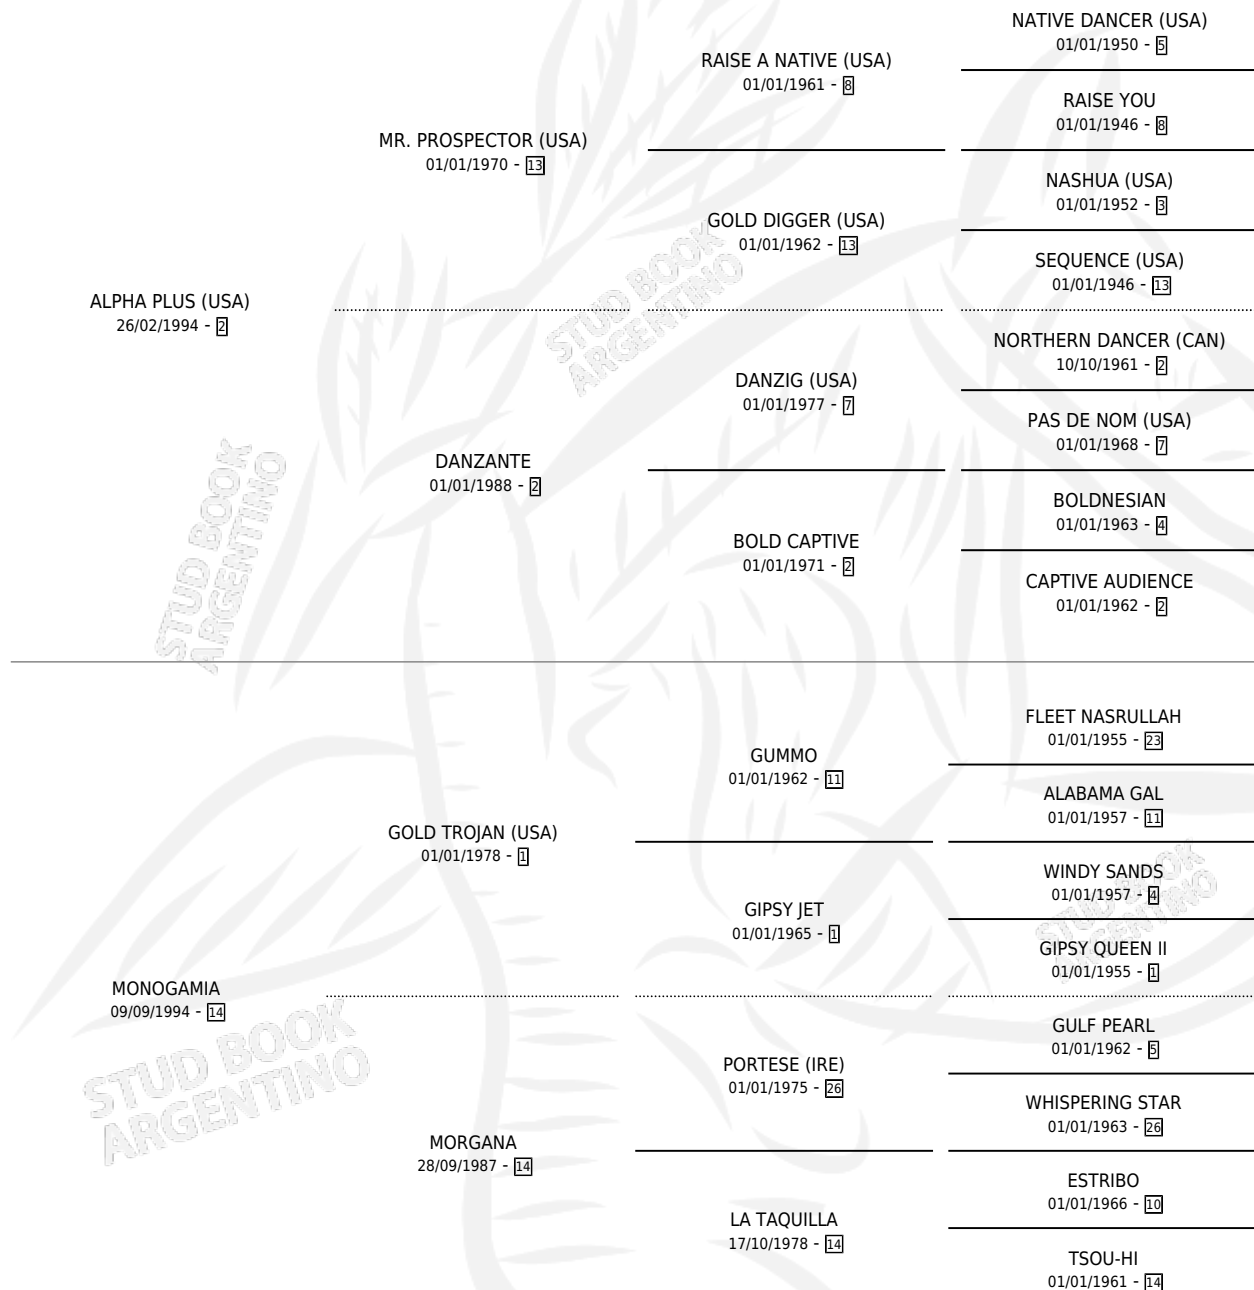 NATIVE DANCER (USA)
01/01/1950 - 5
RAISE A NATIVE (USA)
01/01/1961 - 8
RAISE YOU
01/01/1946 - 8
MR. PROSPECTOR (USA)
01/01/1970 - 13
NASHUA (USA)
01/01/1952 - 3
GOLD DIGGER (USA)
01/01/1962 - 13
SEQUENCE (USA)
01/01/1946 - 13
ALPHA PLUS (USA)
26/02/1994 - 2
NORTHERN DANCER (CAN)
10/10/1961 - 2
DANZIG (USA)
01/01/1977 - 7
PAS DE NOM (USA)
01/01/1968 - 7
DANZANTE
01/01/1988 - 2
BOLDNESIAN
01/01/1963 - 4
BOLD CAPTIVE
01/01/1971 - 2
CAPTIVE AUDIENCE
01/01/1962 - 2
FLEET NASRULLAH
01/01/1955 - 23
GUMMO
01/01/1962 - 11
ALABAMA GAL
01/01/1957 - 11
GOLD TROJAN (USA)
01/01/1978 - 1
WINDY SANDS
01/01/1957 - 4
GIPSY JET
01/01/1965 - 1
GIPSY QUEEN II
01/01/1955 - 1
MONOGAMIA
09/09/1994 - 14
GULF PEARL
01/01/1962 - 5
PORTESE (IRE)
01/01/1975 - 26
WHISPERING STAR
01/01/1963 - 26
MORGANA
28/09/1987 - 14
ESTRIBO
01/01/1966 - 10
LA TAQUILLA
17/10/1978 - 14
TSOU-HI
01/01/1961 - 14
STUD BOOK
ARGENTINO
STUD BOOK
ARGENTINO
STUD BOOK
ARGENTINO
STUD BOOK
ARGENTINO